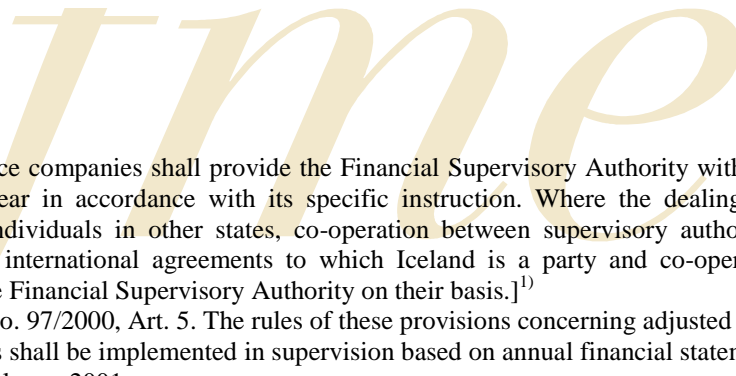 ce companies shall provide the Financial Supervisory Authority with
ear in accordance with its specific instruction. Where the dealing
ndividuals in other states, co-operation between supervisory autho
international agreements to which Iceland is a party and co-oper
e Financial Supervisory Authority on their basis.]1)
o. 97/2000, Art. 5. The rules of these provisions concerning adjusted
s shall be implemented in supervision based on annual financial statem
2001